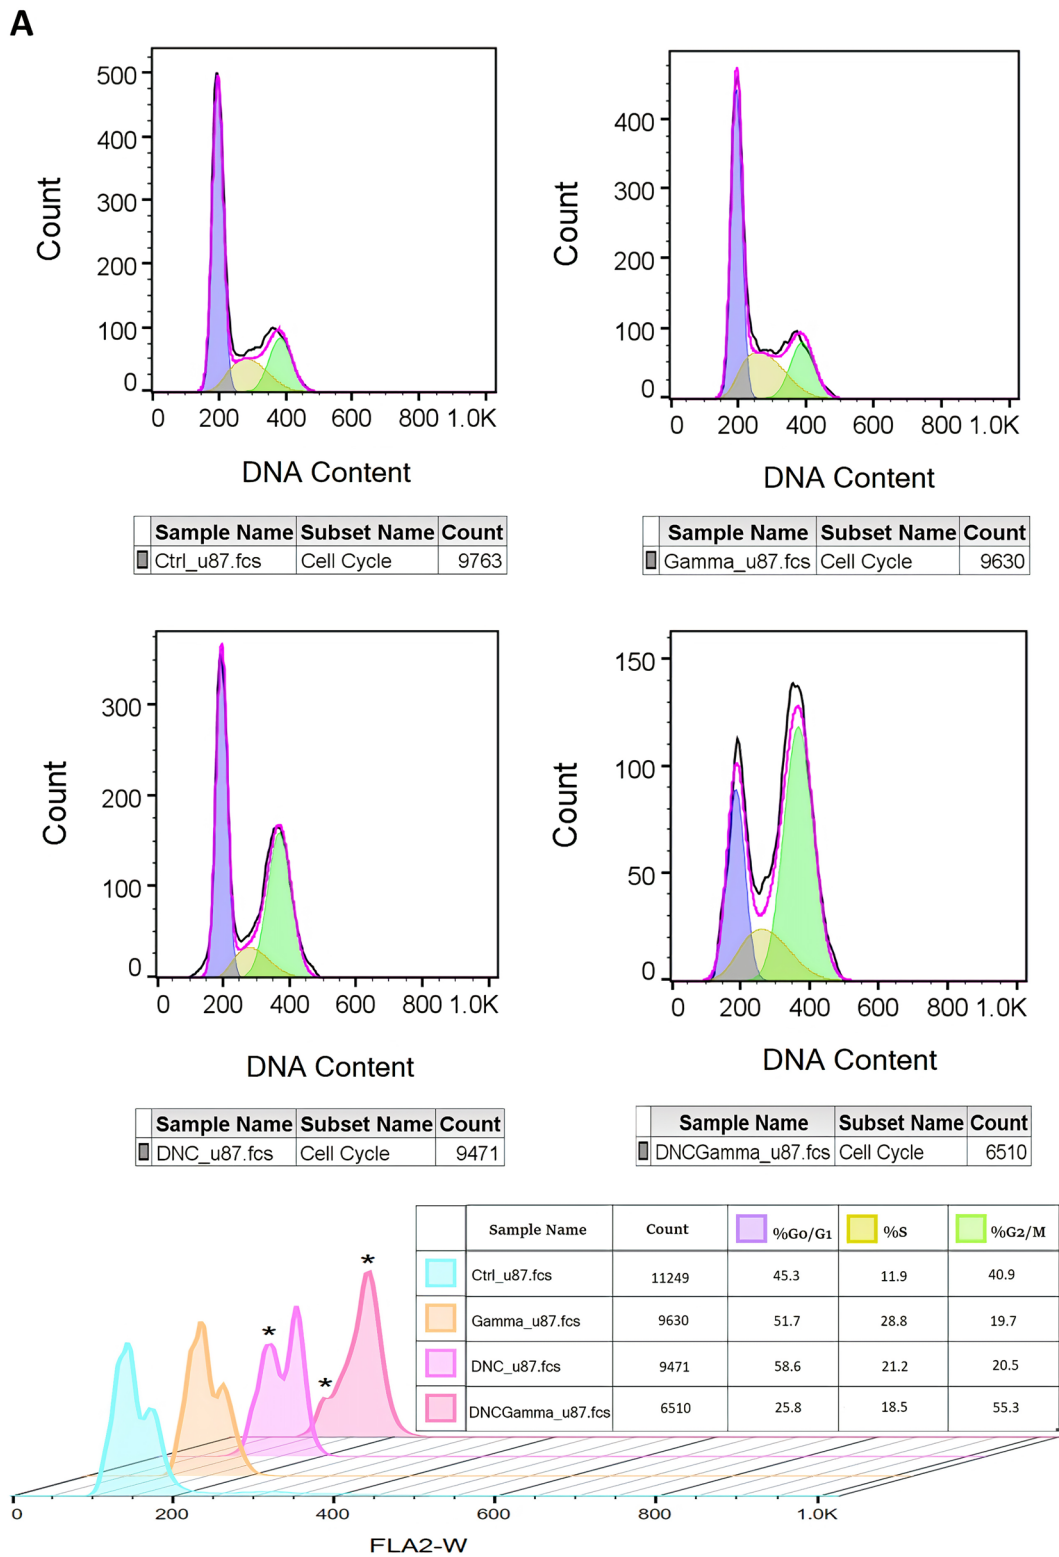 A
500
400
300
200
100
0
Count
0 200 400 600 800 1.0K
DNA Content
Sample Name Subset Name Count
Ctrl_u87.fcs Cell Cycle 9763
400
300
200
100
0
Count
0 200 400 600 800 1.0K
DNA Content
Sample Name Subset Name Count
Gamma_u87.fcs Cell Cycle 9630
300
200
100
0
Count
0 200 400 600 800 1.0K
DNA Content
Sample Name Subset Name Count
DNC_u87.fcs Cell Cycle 9471
150
100
50
0
Count
0 200 400 600 800 1.0K
DNA Content
Sample Name Subset Name Count
DNCGamma_u87.fcs Cell Cycle 6510
Sample Name Count %G0/G1 %S %G2/M
Ctrl_u87.fcs 11249 45.3 11.9 40.9
Gamma_u87.fcs 9630 51.7 28.8 19.7
DNC_u87.fcs 9471 58.6 21.2 20.5
DNCGamma_u87.fcs 6510 25.8 18.5 55.3
*
*
*
0 200 400 600 800 1.0K
FLA2-W